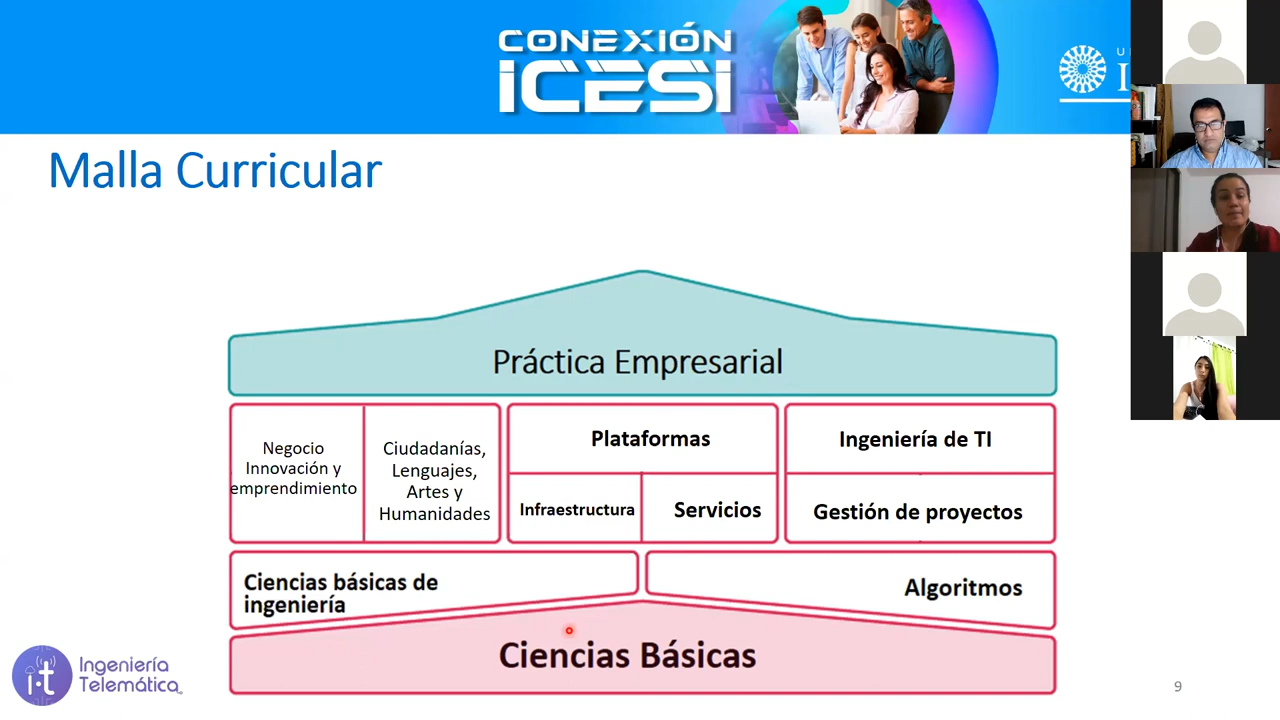 CONEXIÓN
ICESI
U
I
Malla Curricular
Práctica Empresarial
Negocio
Innovación y
emprendimiento
Ciudadanías,
Lenguajes,
Artes y
Humanidades
Plataformas
Infraestructura
Servicios
Ingeniería de TI
Gestión de proyectos
Ciencias básicas de
ingeniería
Algoritmos
Ciencias Básicas
i·t
Ingeniería
Telemática
9